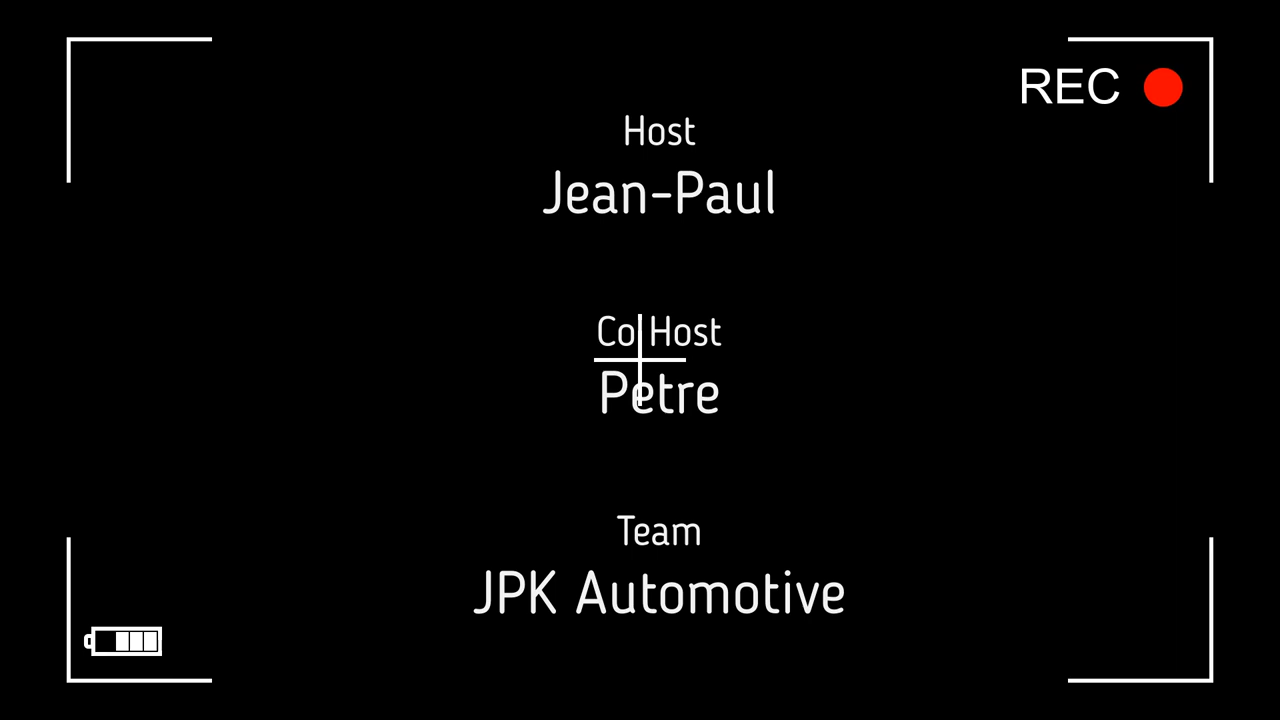 REC
Host
Jean-Paul
Co Host
Petre
Team
JPK Automotive